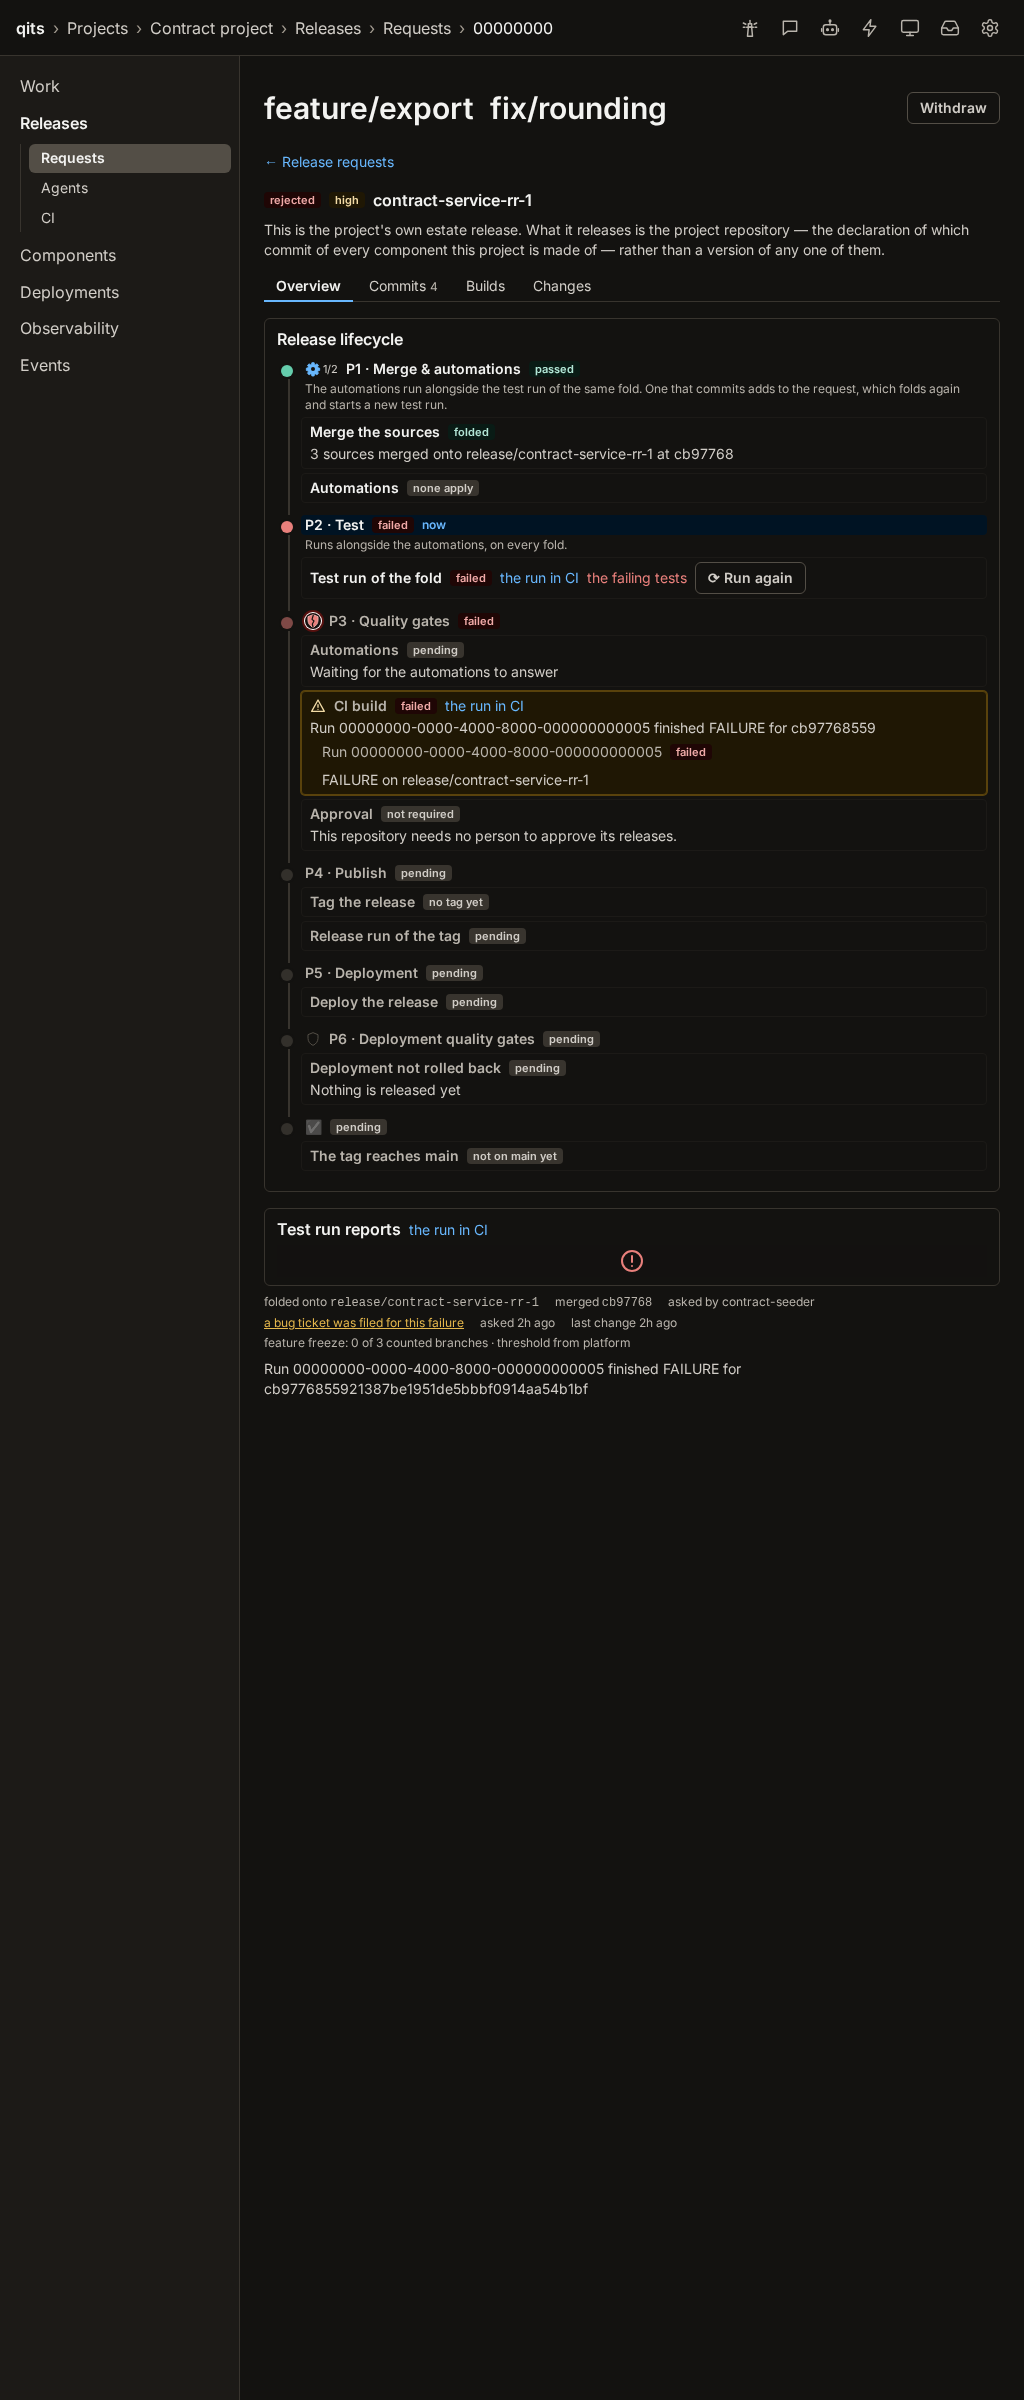 qits › Projects › Contract project › Releases › Requests › 00000000
Work
Releases
Requests
Agents
CI
Components
Deployments
Observability
Events
feature/export fix/rounding
Withdraw
← Release requests
rejected high contract-service-rr-1
This is the project's own estate release. What it releases is the project repository — the declaration of which
commit of every component this project is made of — rather than a version of any one of them.
Overview Commits 4 Builds Changes
Release lifecycle
1/2 P1 · Merge & automations passed
The automations run alongside the test run of the same fold. One that commits adds to the request, which folds again
and starts a new test run.
Merge the sources folded
3 sources merged onto release/contract-service-rr-1 at cb97768
Automations none apply
P2 · Test failed now
Runs alongside the automations, on every fold.
Test run of the fold failed the run in CI the failing tests ⟳ Run again
P3 · Quality gates failed
Automations pending
Waiting for the automations to answer
CI build failed the run in CI
Run 00000000-0000-4000-8000-000000000005 finished FAILURE for cb97768559
Run 00000000-0000-4000-8000-000000000005 failed
FAILURE on release/contract-service-rr-1
Approval not required
This repository needs no person to approve its releases.
P4 · Publish pending
Tag the release no tag yet
Release run of the tag pending
P5 · Deployment pending
Deploy the release pending
P6 · Deployment quality gates pending
Deployment not rolled back pending
Nothing is released yet
pending
The tag reaches main not on main yet
Test run reports the run in CI
folded onto release/contract-service-rr-1 merged cb97768 asked by contract-seeder
a bug ticket was filed for this failure asked 2h ago last change 2h ago
feature freeze: 0 of 3 counted branches · threshold from platform
Run 00000000-0000-4000-8000-000000000005 finished FAILURE for
cb9776855921387be1951de5bbbf0914aa54b1bf